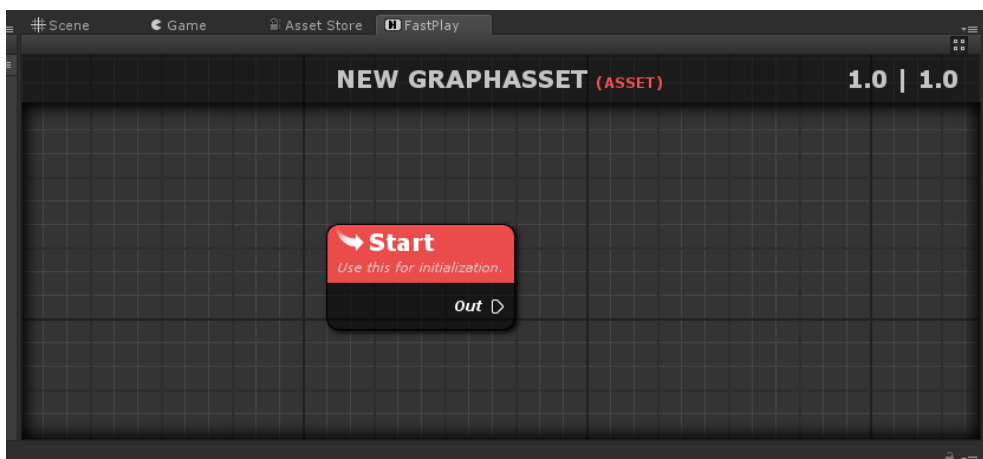 Scene Game Asset Store FastPlay
NEW GRAPHASSET (ASSET) 1.0 | 1.0
Start
Use this for initialization.
Out